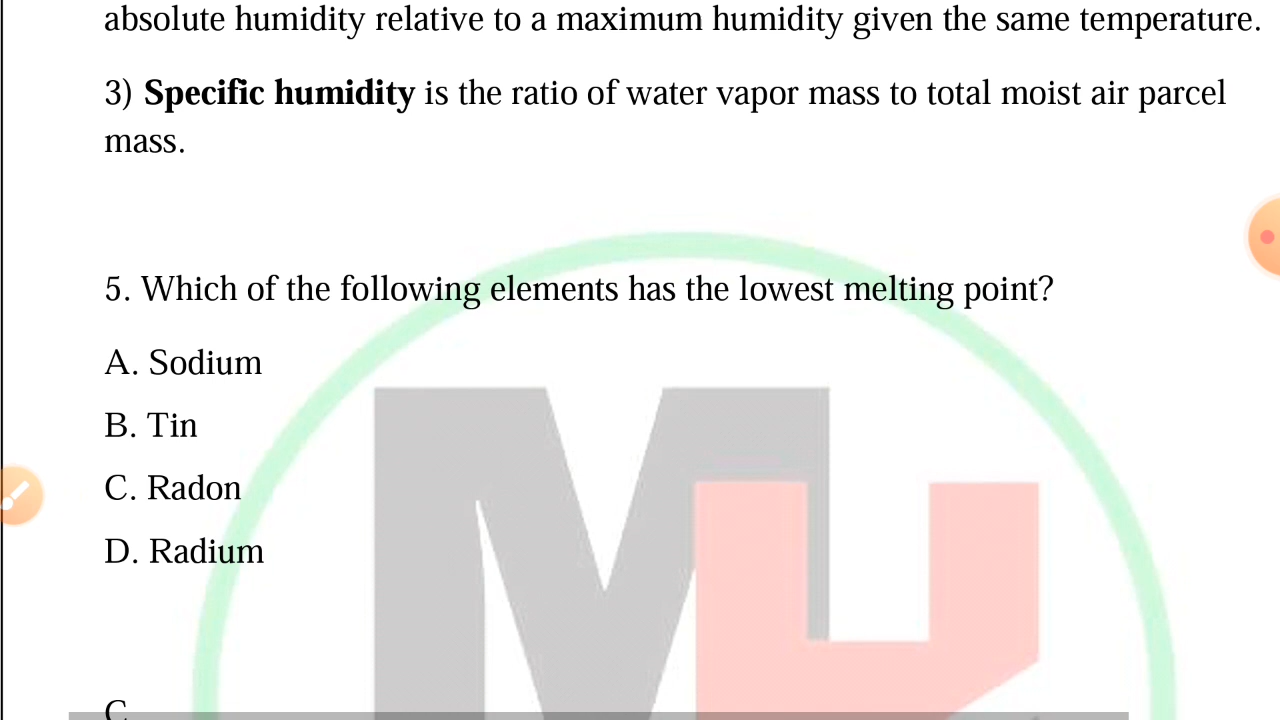 absolute humidity relative to a maximum humidity given the same temperature.
3) Specific humidity is the ratio of water vapor mass to total moist air parcel
mass.
5. Which of the following elements has the lowest melting point?
A. Sodium
B. Tin
C. Radon
D. Radium
C